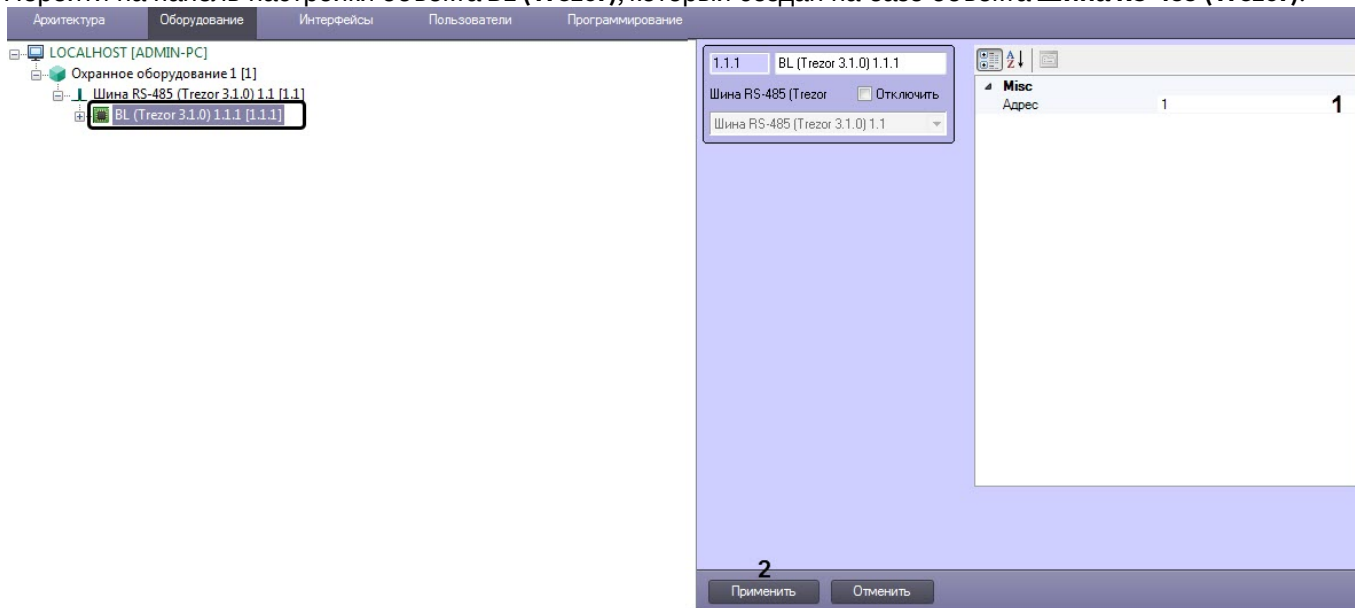 Перейти на панель настройки объекта BL (Trezor), который создан на базе объекта Шина RS-485 (Trezor).
Архитектура Оборудование Интерфейсы Пользователи Программирование
LOCALHOST [ADMIN-PC]
Охранное оборудование 1 [1]
Шина RS-485 (Trezor 3.1.0) 1.1 [1.1]
BL (Trezor 3.1.0) 1.1.1 [1.1.1]
1.1.1 BL (Trezor 3.1.0) 1.1.1
Шина RS-485 (Trezor Отключить
Шина RS-485 (Trezor 3.1.0) 1.1
Misc
Адрес 1 1
2
Применить Отменить